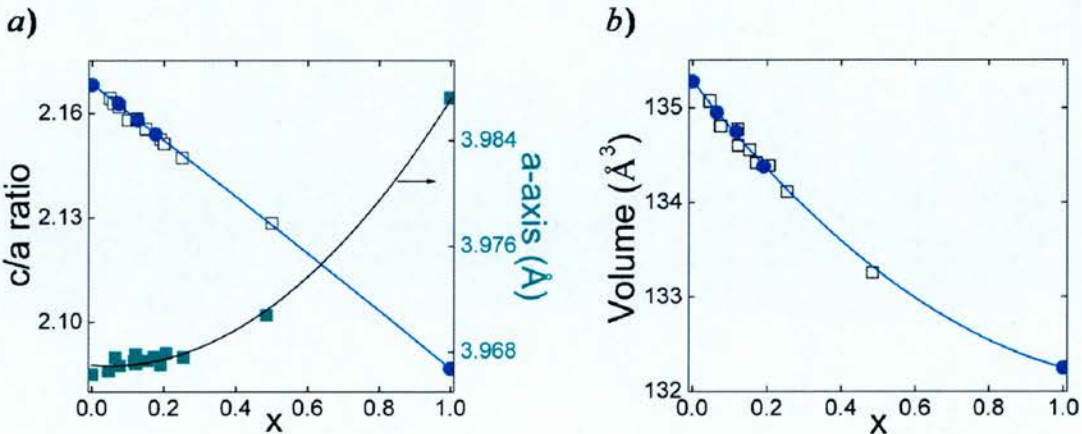 a)
c/a ratio
2.16
2.13
2.10
0.0 0.2 0.4 0.6 0.8 1.0
x
3.984
3.976
3.968
a-axis (Å)
b)
Volume (Å³)
135
134
133
132
0.0 0.2 0.4 0.6 0.8 1.0
x